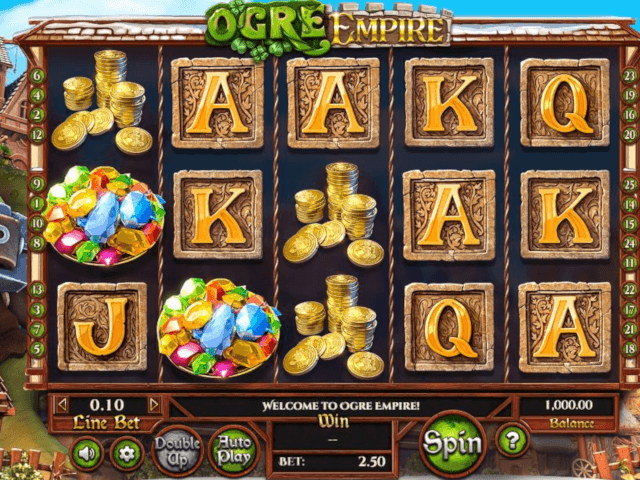 OGRE EMPIRE
6
4
2
12
9
1
10
8
13
3
7
5
A A K Q
K A K
J Q A
23
19
16
20
25
15
17
24
22
14
21
18
0.10
Line Bet
WELCOME TO OGRE EMPIRE!
Win
--
BET: 2.50
Double Up
Auto Play
Spin
?
1,000.00
Balance